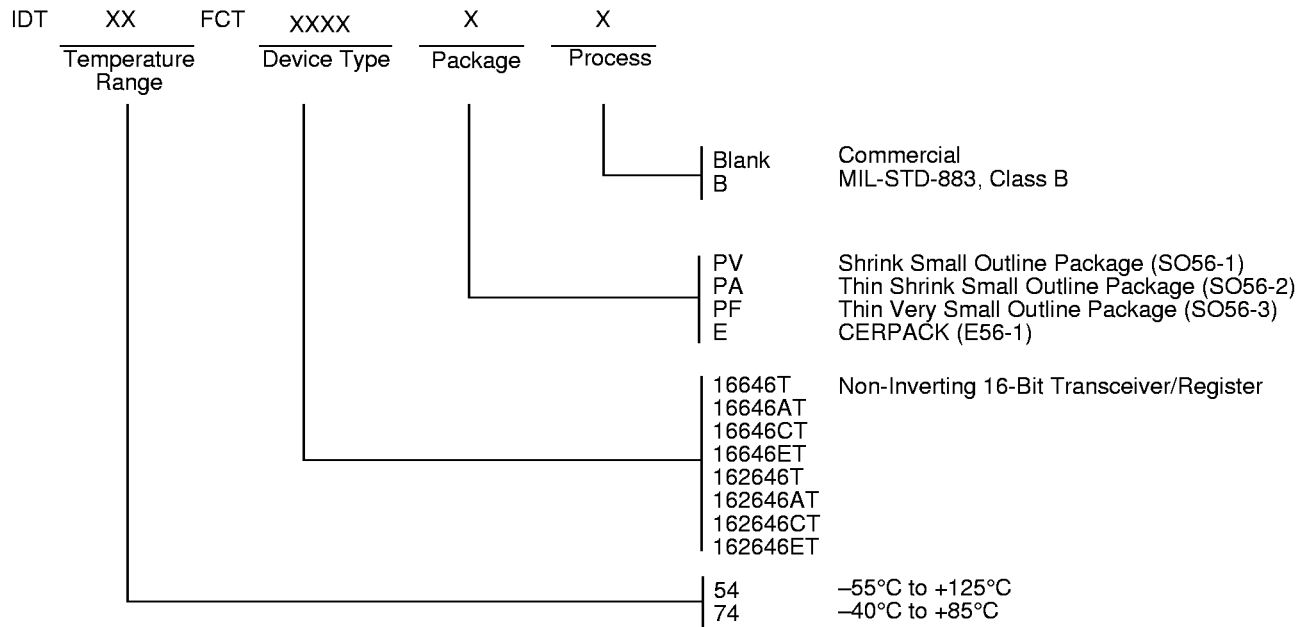 IDT XX FCT XXXX X X
Temperature Range Device Type Package Process
Blank Commercial
B MIL-STD-883, Class B
PV Shrink Small Outline Package (SO56-1)
PA Thin Shrink Small Outline Package (SO56-2)
PF Thin Very Small Outline Package (SO56-3)
E CERPACK (E56-1)
16646T Non-Inverting 16-Bit Transceiver/Register
16646AT
16646CT
16646ET
162646T
162646AT
162646CT
162646ET
54 –55°C to +125°C
74 –40°C to +85°C